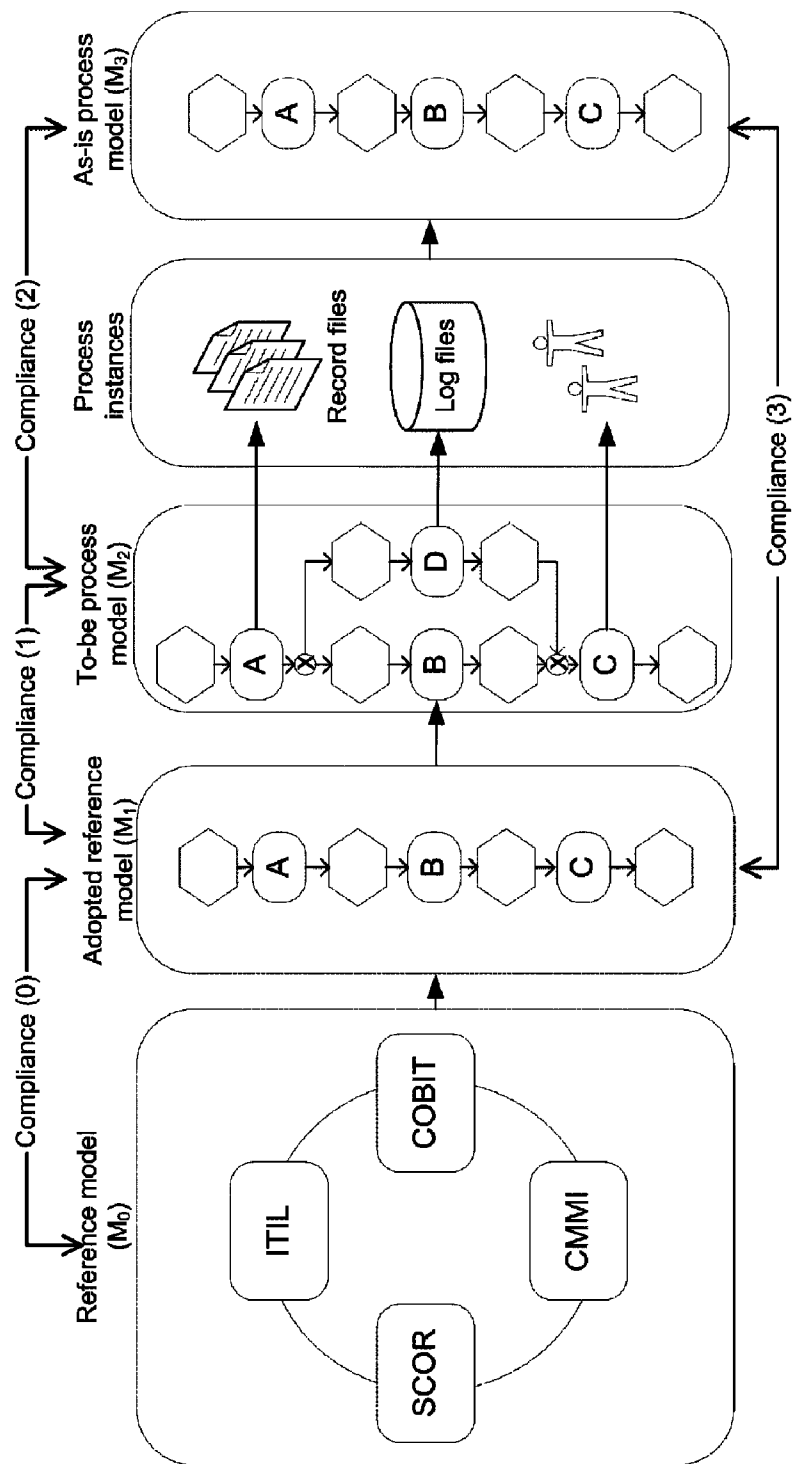 Compliance (0)
Compliance (1)
Compliance (2)
Reference model
(M₀)
Adopted reference
model (M₁)
To-be process
model (M₂)
Process
instances
As-is process
model (M₃)
ITIL
SCOR
COBIT
CMMI
A
B
C
A
X
B
D
X
C
Record files
Log files
A
B
C
Compliance (3)